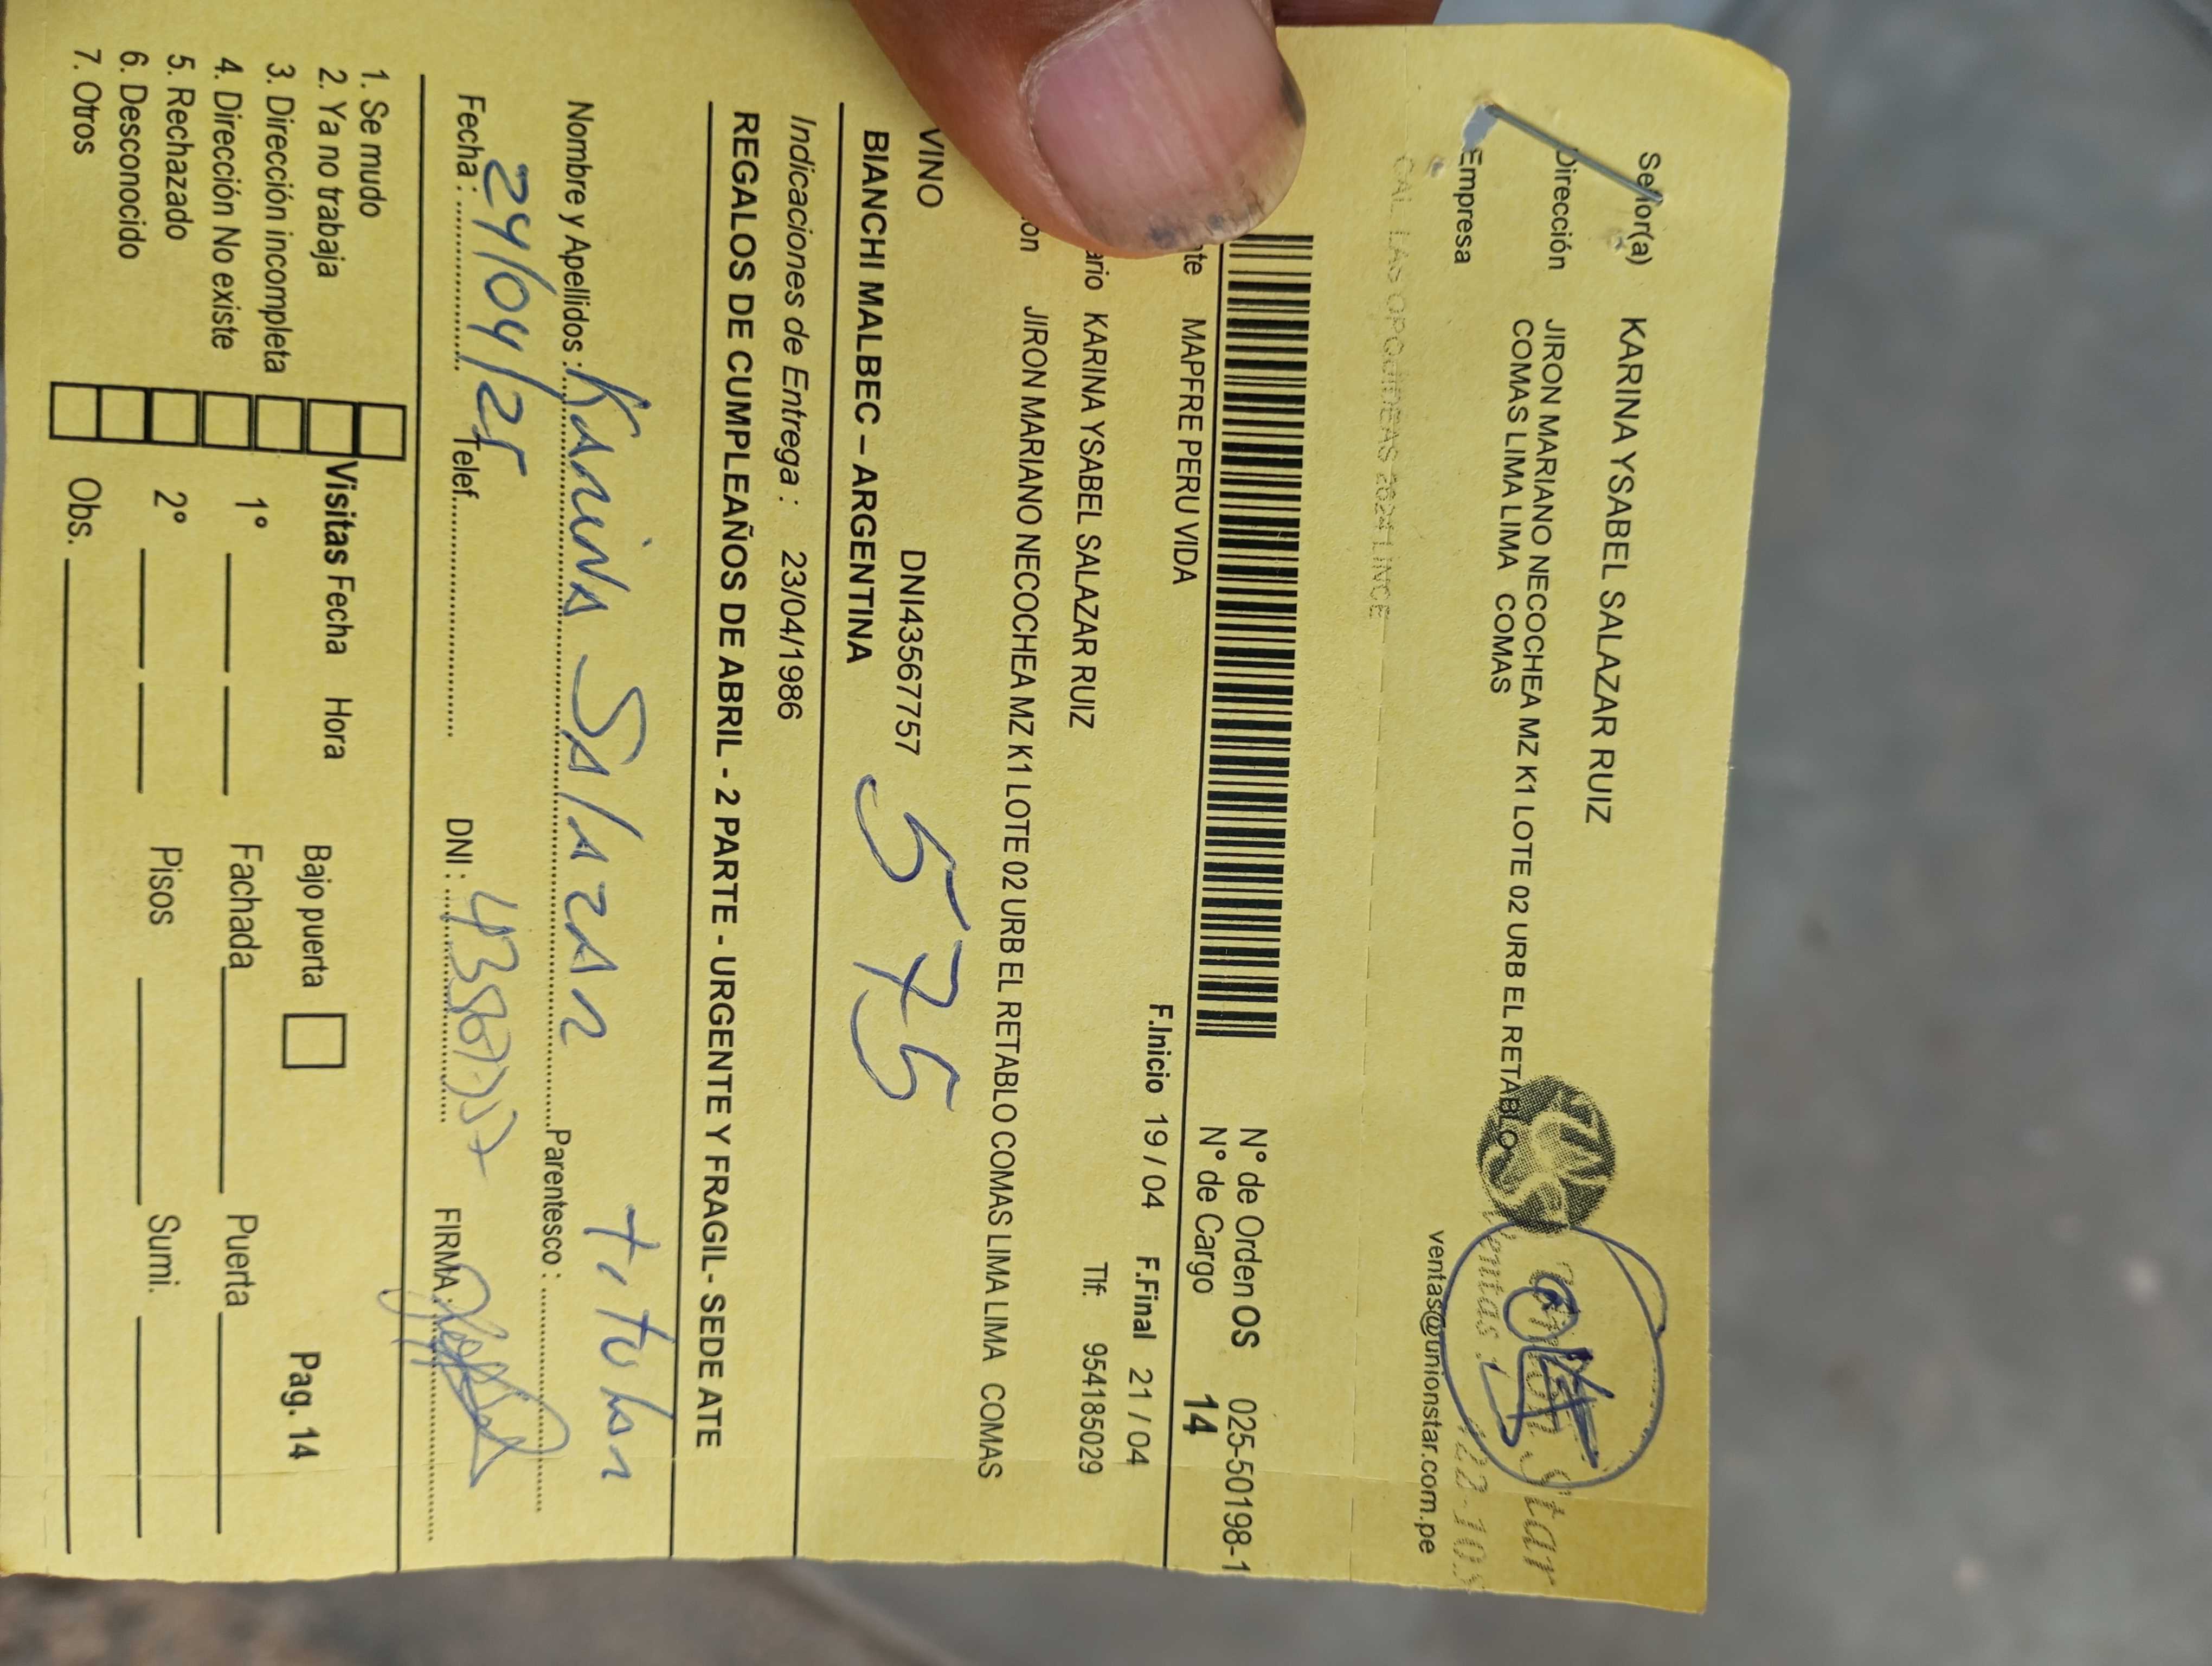 Señor(a) KARINA YSABEL SALAZAR RUIZ
Dirección JIRON MARIANO NECOCHEA MZ K1 LOTE 02 URB EL RETABLO
COMAS LIMA LIMA COMAS
Empresa
ventas@unionstar.com.pe
N° de Orden OS 025-50198-1
N° de Cargo 14
MAPFRE PERU VIDA F.Inicio 19 / 04 F.Final 21 / 04
KARINA YSABEL SALAZAR RUIZ Tlf: 954185029
JIRON MARIANO NECOCHEA MZ K1 LOTE 02 URB EL RETABLO COMAS LIMA LIMA COMAS
VINO DNI43567757
BIANCHI MALBEC – ARGENTINA 575
Indicaciones de Entrega : 23/04/1986
REGALOS DE CUMPLEAÑOS DE ABRIL - 2 PARTE - URGENTE Y FRAGIL- SEDE ATE
Nombre y Apellidos : Karina Salazar Parentesco : titular
Fecha : 24/04/25 Telef. DNI : 43567757 FIRMA :
1. Se mudo
2. Ya no trabaja
3. Dirección incompleta
4. Dirección No existe
5. Rechazado
6. Desconocido
7. Otros
Visitas Fecha Hora Bajo puerta Pag. 14
1° Fachada Puerta
2° Pisos Sumi.
Obs.